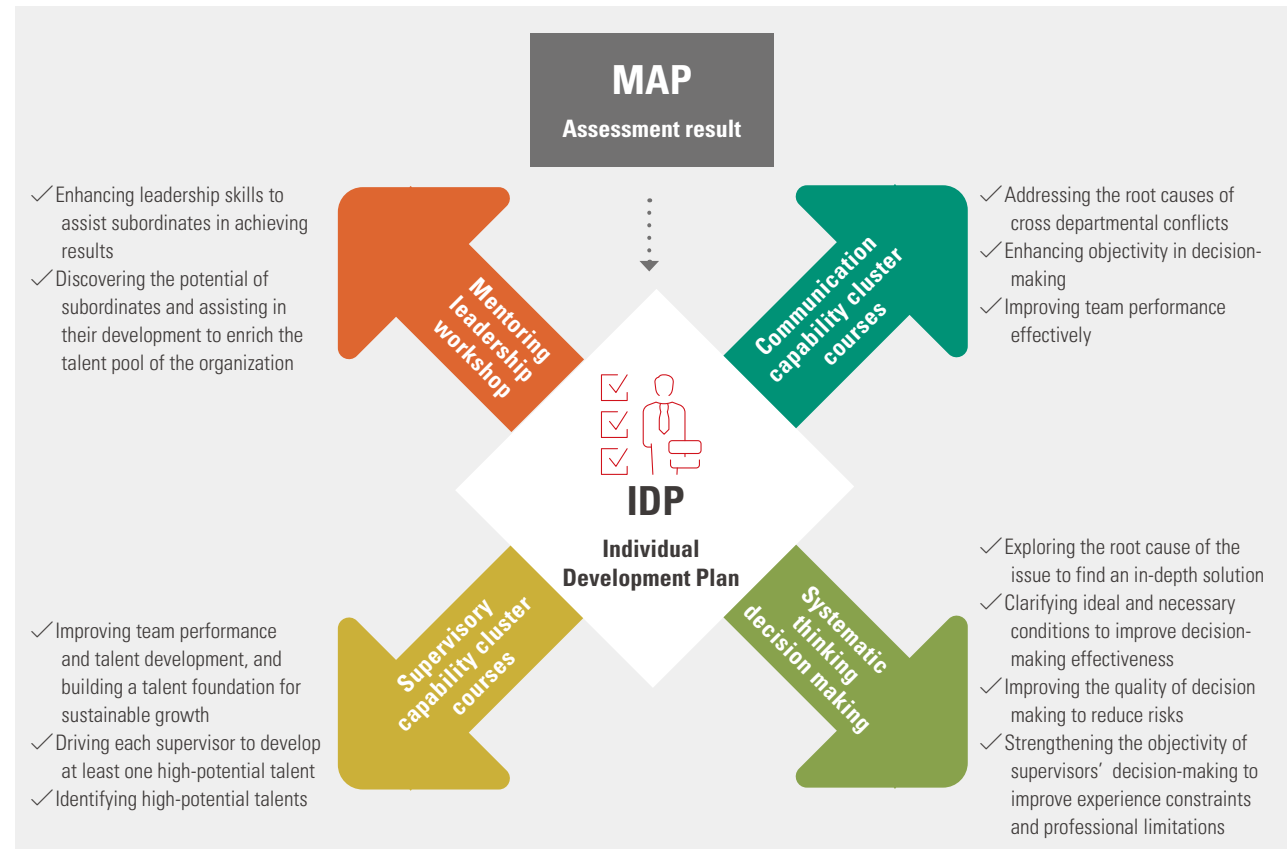 MAP
Assessment result
Enhancing leadership skills to
assist subordinates in achieving
results
Discovering the potential of
subordinates and assisting in
their development to enrich the
talent pool of the organization
Mentoring
leadership
workshop
Communication
capability cluster
courses
Addressing the root causes of
cross departmental conflicts
Enhancing objectivity in decision-
making
Improving team performance
effectively
IDP
Individual
Development Plan
Improving team performance
and talent development, and
building a talent foundation for
sustainable growth
Driving each supervisor to develop
at least one high-potential talent
Identifying high-potential talents
Supervisory
capability cluster
courses
Systematic
thinking
decision making
Exploring the root cause of the
issue to find an in-depth solution
Clarifying ideal and necessary
conditions to improve decision-
making effectiveness
Improving the quality of decision
making to reduce risks
Strengthening the objectivity of
supervisors’ decision-making to
improve experience constraints
and professional limitations